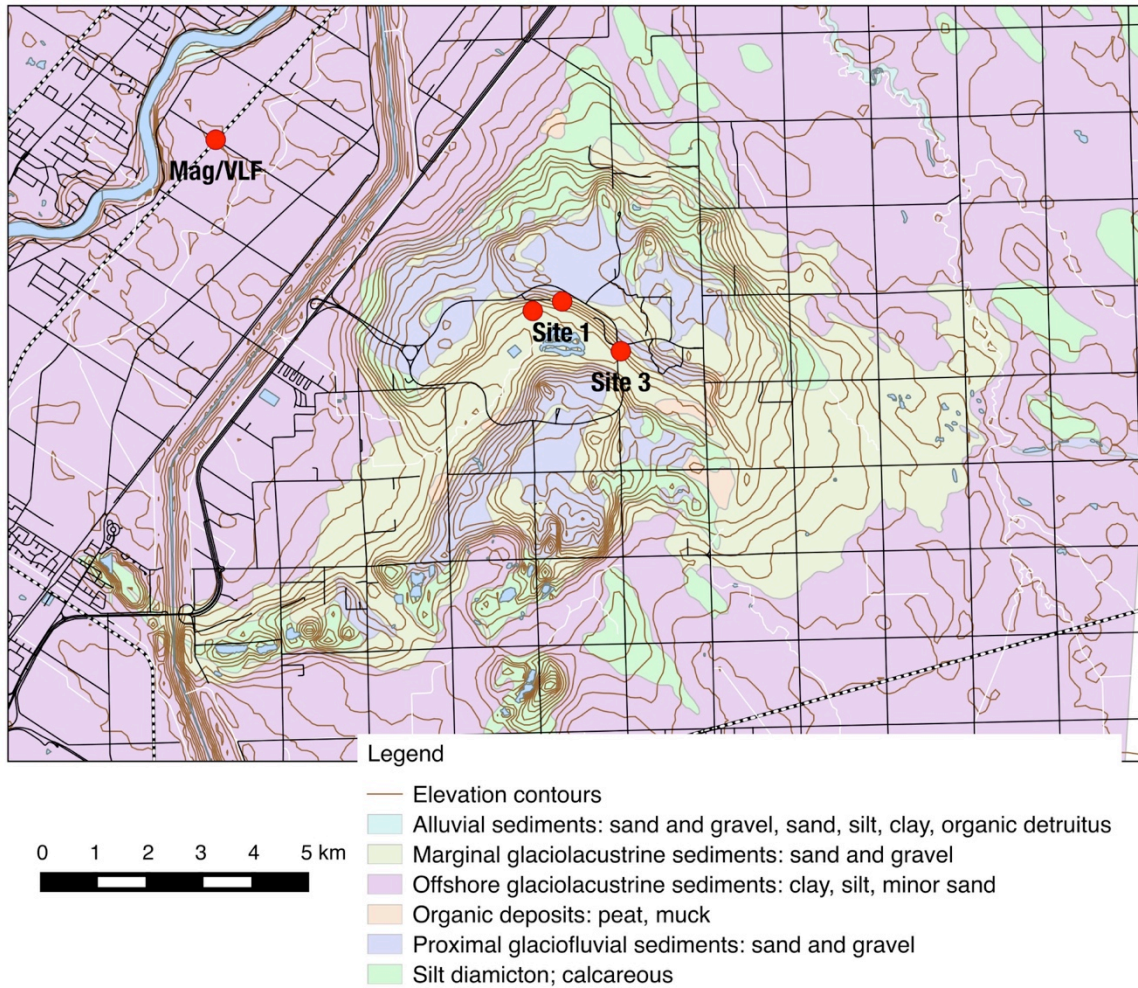 Mag/VLF
Site 1
Site 3
Legend
Elevation contours
Alluvial sediments: sand and gravel, sand, silt, clay, organic detruitus
Marginal glaciolacustrine sediments: sand and gravel
Offshore glaciolacustrine sediments: clay, silt, minor sand
Organic deposits: peat, muck
Proximal glaciofluvial sediments: sand and gravel
Silt diamicton; calcareous
0 1 2 3 4 5 km